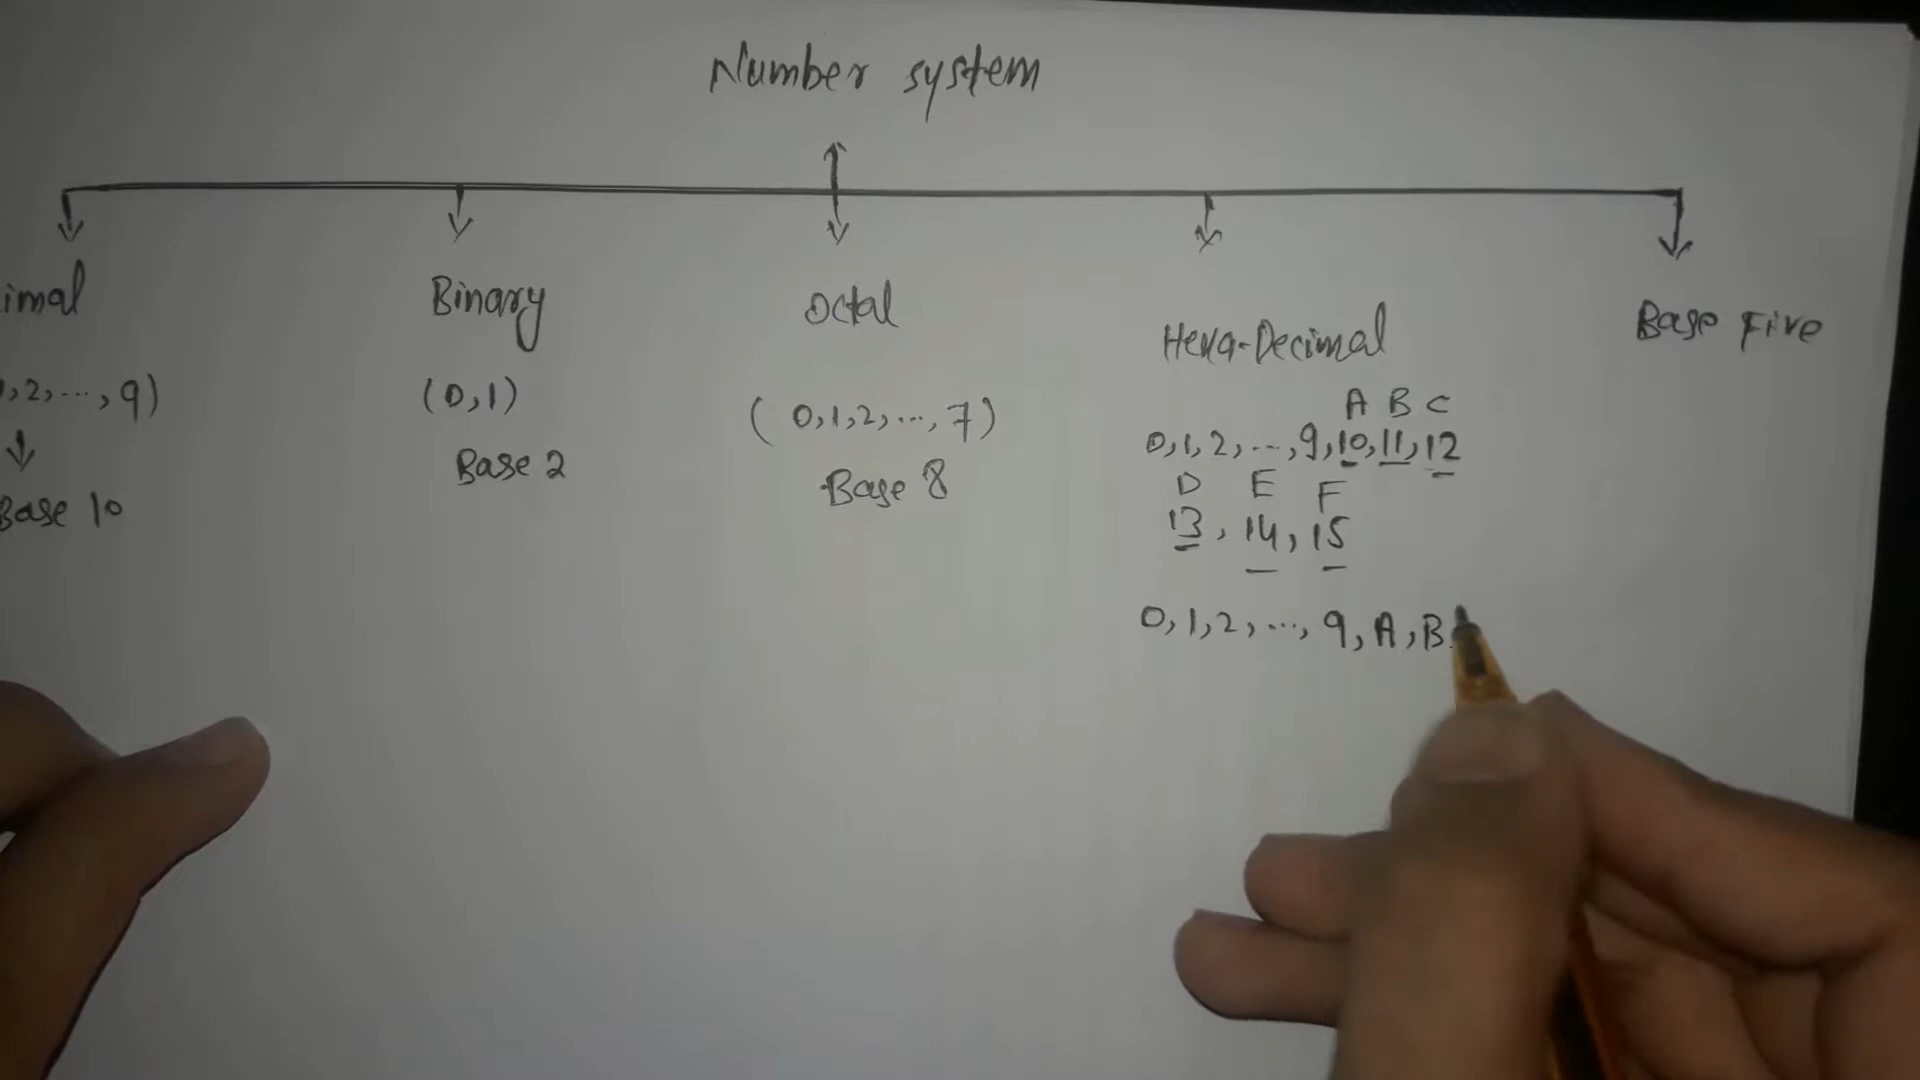 Number system
imal
Binary
Octal
Hexa-Decimal
Base Five
,2,...,9)
(0,1)
(0,1,2,...,7)
A B C
0,1,2,...,9,10,11,12
Base 10
Base 2
Base 8
D E F
13, 14, 15
0,1,2,...,9,A,B